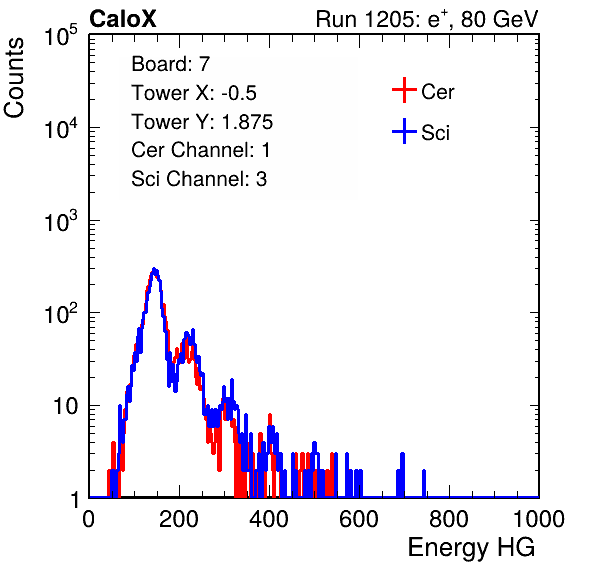 CaloX Run 1205: e⁺, 80 GeV
Counts
Board: 7
Tower X: -0.5
Tower Y: 1.875
Cer Channel: 1
Sci Channel: 3
Cer
Sci
10⁵
10⁴
10³
10²
10
1
0 200 400 600 800 1000
Energy HG